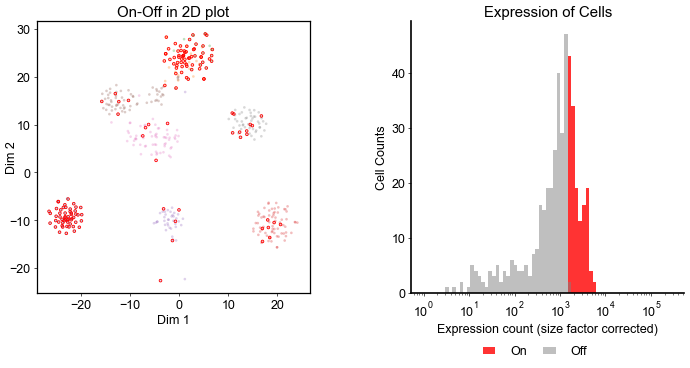 On-Off in 2D plot
30
20
10
0
−10
−20
Dim 2
−20
−10
0
10
20
Dim 1
Expression of Cells
40
30
20
10
0
Cell Counts
10^0
10^1
10^2
10^3
10^4
10^5
Expression count (size factor corrected)
On
Off